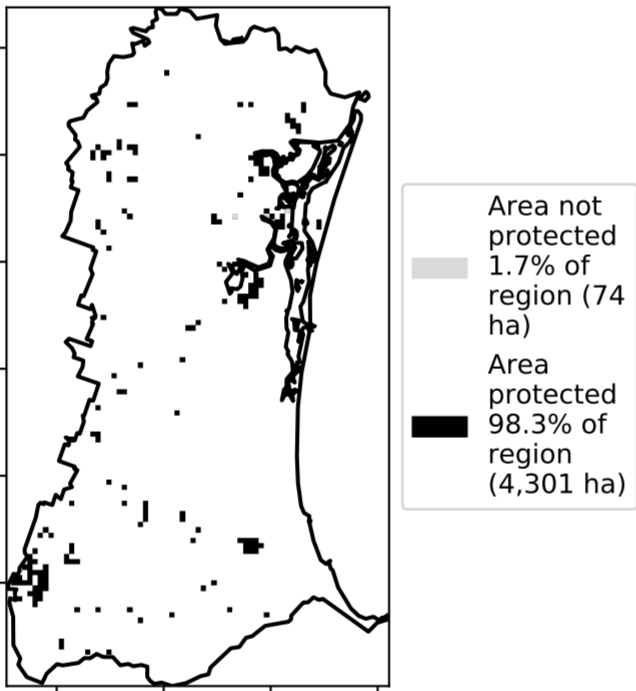 Area not
protected
1.7% of
region (74
ha)
Area
protected
98.3% of
region
(4,301 ha)